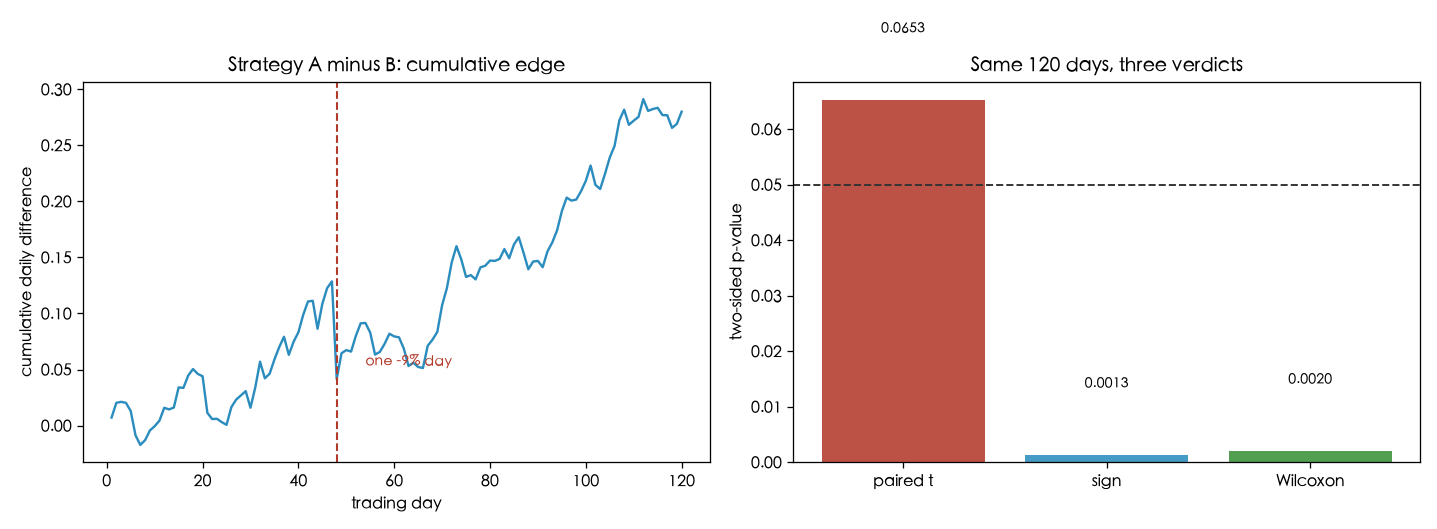 Strategy A minus B: cumulative edge
cumulative daily difference
0.30
0.25
0.20
0.15
0.10
0.05
0.00
one -9% day
0 20 40 60 80 100 120
trading day
0.0653
Same 120 days, three verdicts
two-sided p-value
0.06
0.05
0.04
0.03
0.02
0.01
0.00
0.0013
0.0020
paired t sign Wilcoxon